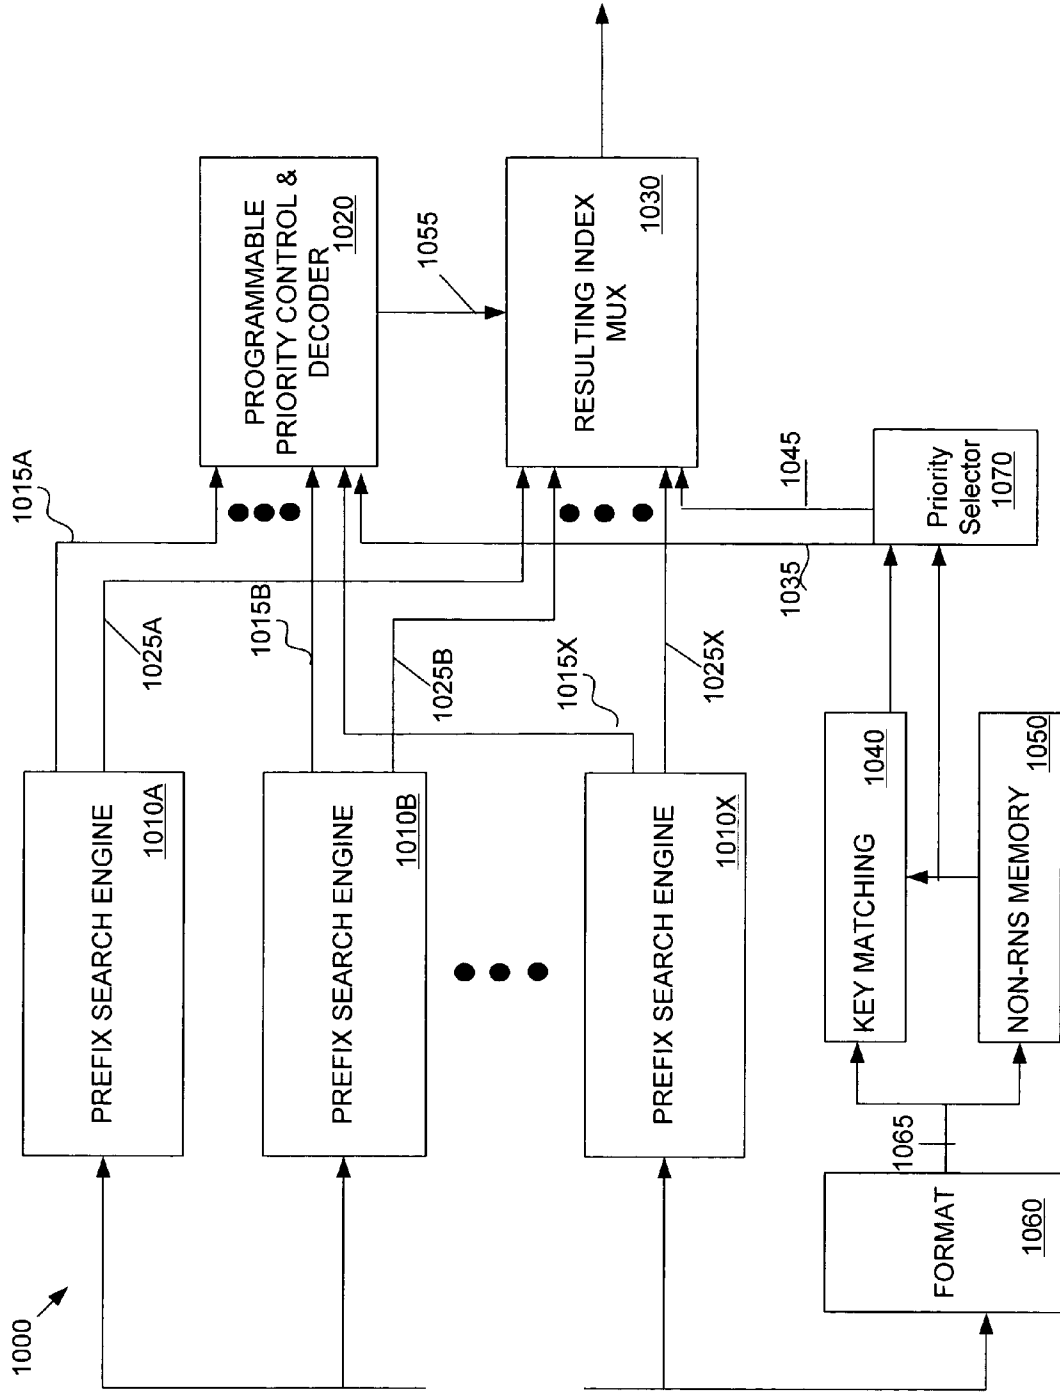 1000
PREFIX SEARCH ENGINE
1010A
1015A
1025A
PREFIX SEARCH ENGINE
1010B
1015B
1025B
PREFIX SEARCH ENGINE
1010X
1015X
1025X
PROGRAMMABLE
PRIORITY CONTROL &
DECODER
1020
1055
RESULTING INDEX
MUX
1030
FORMAT
1060
1065
KEY MATCHING
1040
NON-RNS MEMORY
1050
1035
1045
Priority
Selector
1070